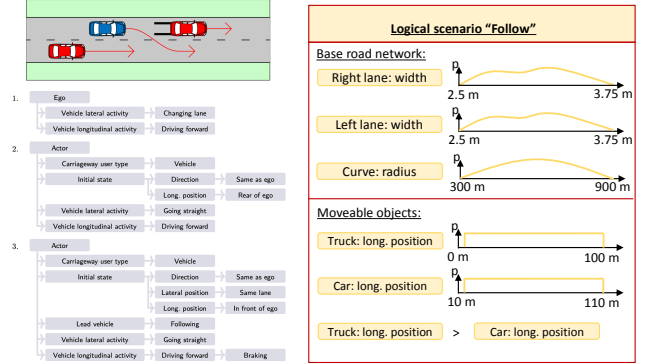 1. Ego
Vehicle lateral activity Changing lane
Vehicle longitudinal activity Driving forward
2. Actor
Carriageway user type Vehicle
Initial state Direction Same as ego
Long. position Rear of ego
Vehicle lateral activity Going straight
Vehicle longitudinal activity Driving forward
3. Actor
Carriageway user type Vehicle
Initial state Direction Same as ego
Lateral position Same lane
Long. position In front of ego
Lead vehicle Following
Vehicle lateral activity Going straight
Vehicle longitudinal activity Driving forward Braking
Logical scenario "Follow"
Base road network:
Right lane: width p
2.5 m 3.75 m
Left lane: width p
2.5 m 3.75 m
Curve: radius p
300 m 900 m
Moveable objects:
Truck: long. position p
0 m 100 m
Car: long. position p
10 m 110 m
Truck: long. position > Car: long. position